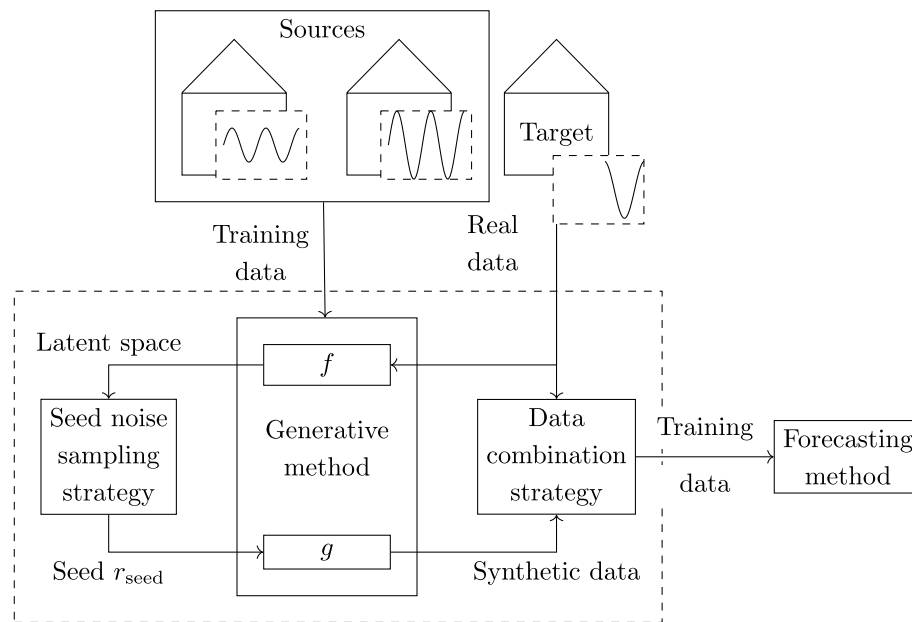 Sources
Target
Training
data
Real
data
Latent space
f
Seed noise
sampling
strategy
Generative
method
Data
combination
strategy
Training
data
Forecasting
method
g
Seed r_seed
Synthetic data